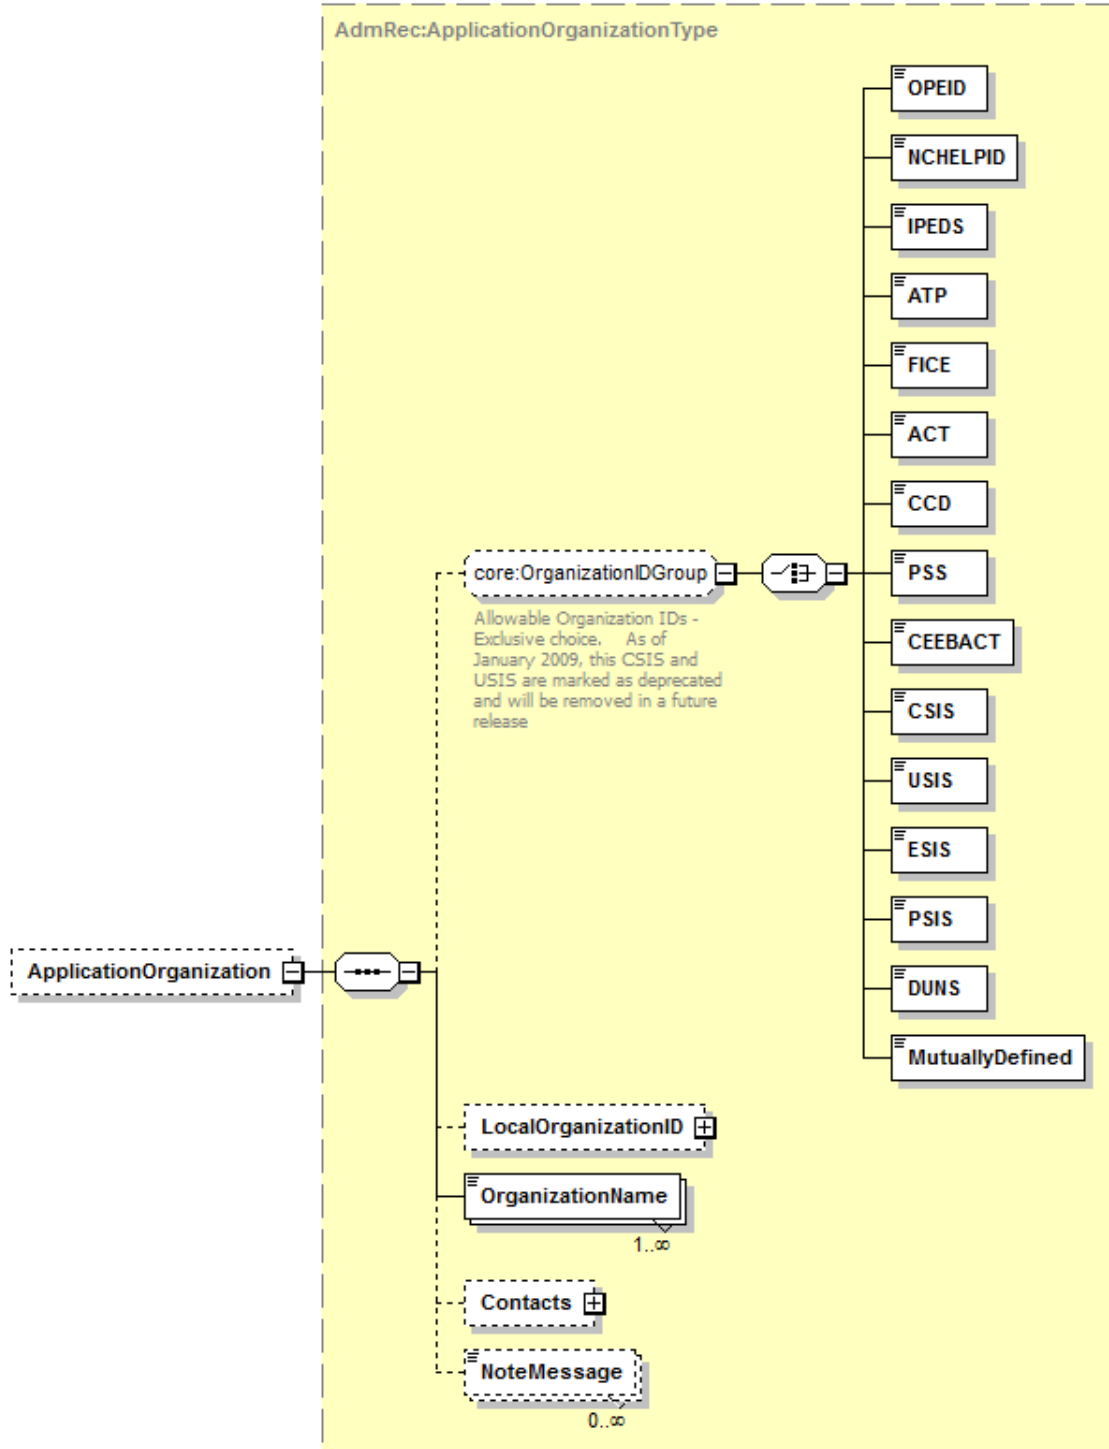 AdmRec:ApplicationOrganizationType
OPEID
NCHELPID
IPEDS
ATP
FICE
ACT
CCD
core:OrganizationIDGroup
PSS
Allowable Organization IDs -
Exclusive choice. As of
January 2009, this CSIS and
USIS are marked as deprecated
and will be removed in a future
release
CEEBACT
CSIS
USIS
ESIS
PSIS
ApplicationOrganization
DUNS
MutuallyDefined
LocalOrganizationID
OrganizationName
1..∞
Contacts
NoteMessage
0..∞